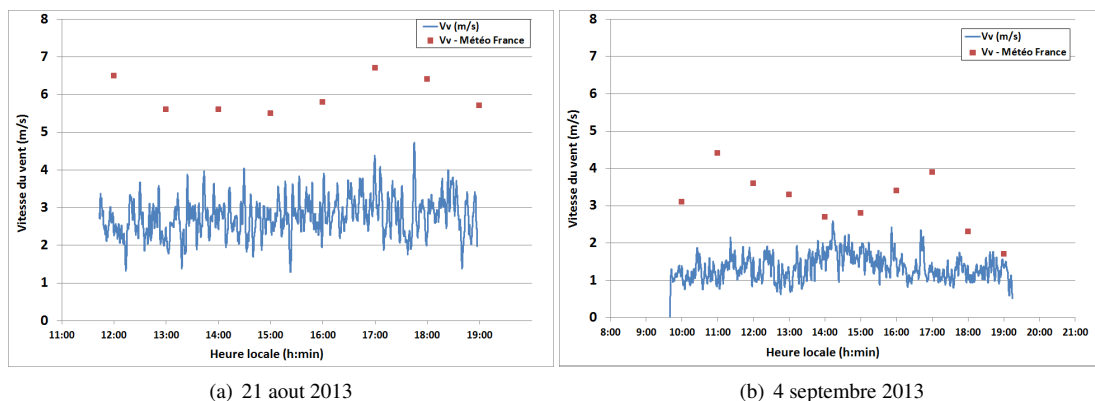 8
7
6
5
4
3
2
1
0
Vitesse du vent (m/s)
Vv (m/s)
Vv - Météo France
11:00 12:00 13:00 14:00 15:00 16:00 17:00 18:00 19:00
Heure locale (h:min)
(a) 21 aout 2013
8
7
6
5
4
3
2
1
0
Vitesse du vent (m/s)
Vv (m/s)
Vv - Météo France
8:00 9:00 10:00 11:00 12:00 13:00 14:00 15:00 16:00 17:00 18:00 19:00 20:00 21:00
Heure locale (h:min)
(b) 4 septembre 2013